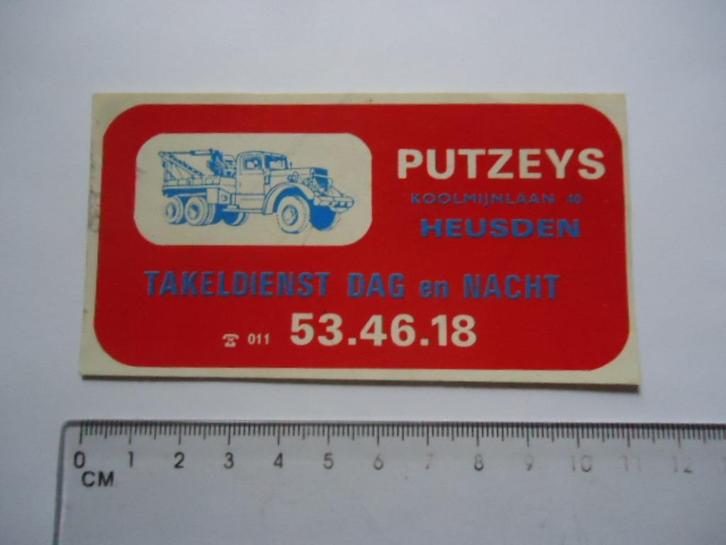 PUTZEYS
KOOLMIJNLAAN 40
HEUSDEN
TAKELDIENST DAG en NACHT
☎ 011 53.46.18
0 1 2 3 4 5 6 7 8 9 10 11 12
CM